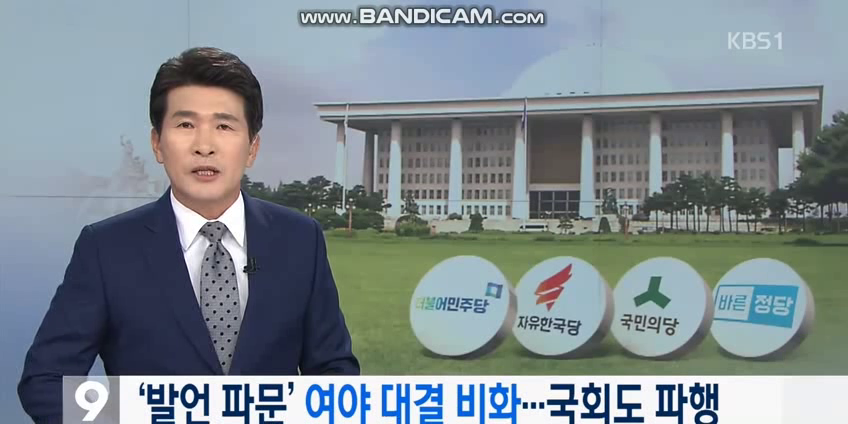 WWW.BANDICAM.COM
KBS1
더불어민주당
자유한국당
국민의당
바른정당
9 '발언 파문' 여야 대결 비화…국회도 파행